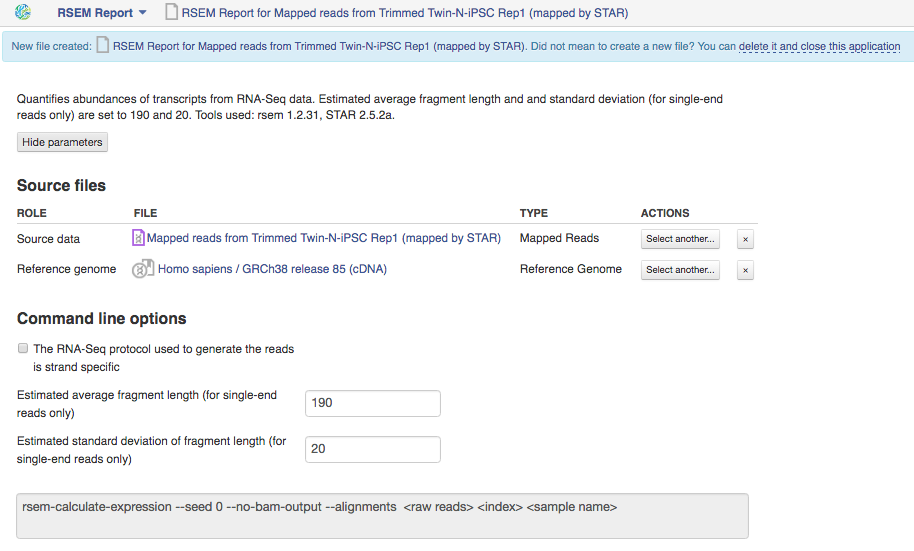 RSEM Report RSEM Report for Mapped reads from Trimmed Twin-N-iPSC Rep1 (mapped by STAR)
New file created: RSEM Report for Mapped reads from Trimmed Twin-N-iPSC Rep1 (mapped by STAR). Did not mean to create a new file? You can delete it and close this application
Quantifies abundances of transcripts from RNA-Seq data. Estimated average fragment length and and standard deviation (for single-end
reads only) are set to 190 and 20. Tools used: rsem 1.2.31, STAR 2.5.2a.
Hide parameters
Source files
ROLE FILE TYPE ACTIONS
Source data Mapped reads from Trimmed Twin-N-iPSC Rep1 (mapped by STAR) Mapped Reads Select another... ×
Reference genome Homo sapiens / GRCh38 release 85 (cDNA) Reference Genome Select another... ×
Command line options
The RNA-Seq protocol used to generate the reads
is strand specific
Estimated average fragment length (for single-end
reads only)
190
Estimated standard deviation of fragment length (for
single-end reads only)
20
rsem-calculate-expression --seed 0 --no-bam-output --alignments <raw reads> <index> <sample name>